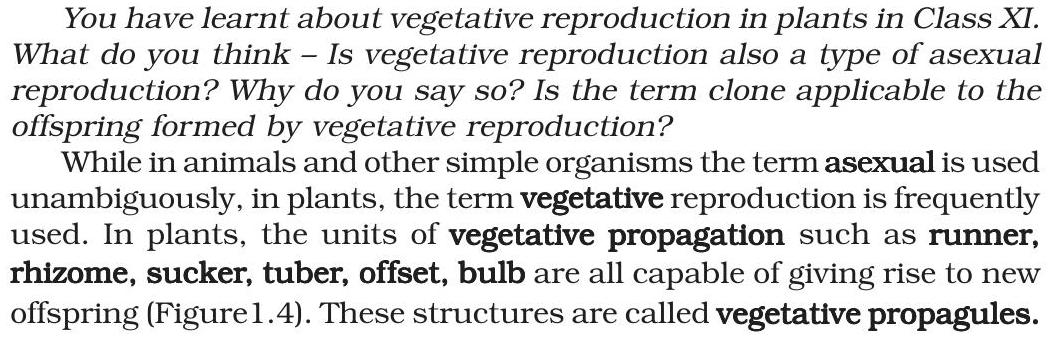 You have learnt about vegetative reproduction in plants in Class XI.
What do you think – Is vegetative reproduction also a type of asexual
reproduction? Why do you say so? Is the term clone applicable to the
offspring formed by vegetative reproduction?
While in animals and other simple organisms the term asexual is used
unambiguously, in plants, the term vegetative reproduction is frequently
used. In plants, the units of vegetative propagation such as runner,
rhizome, sucker, tuber, offset, bulb are all capable of giving rise to new
offspring (Figure1.4). These structures are called vegetative propagules.